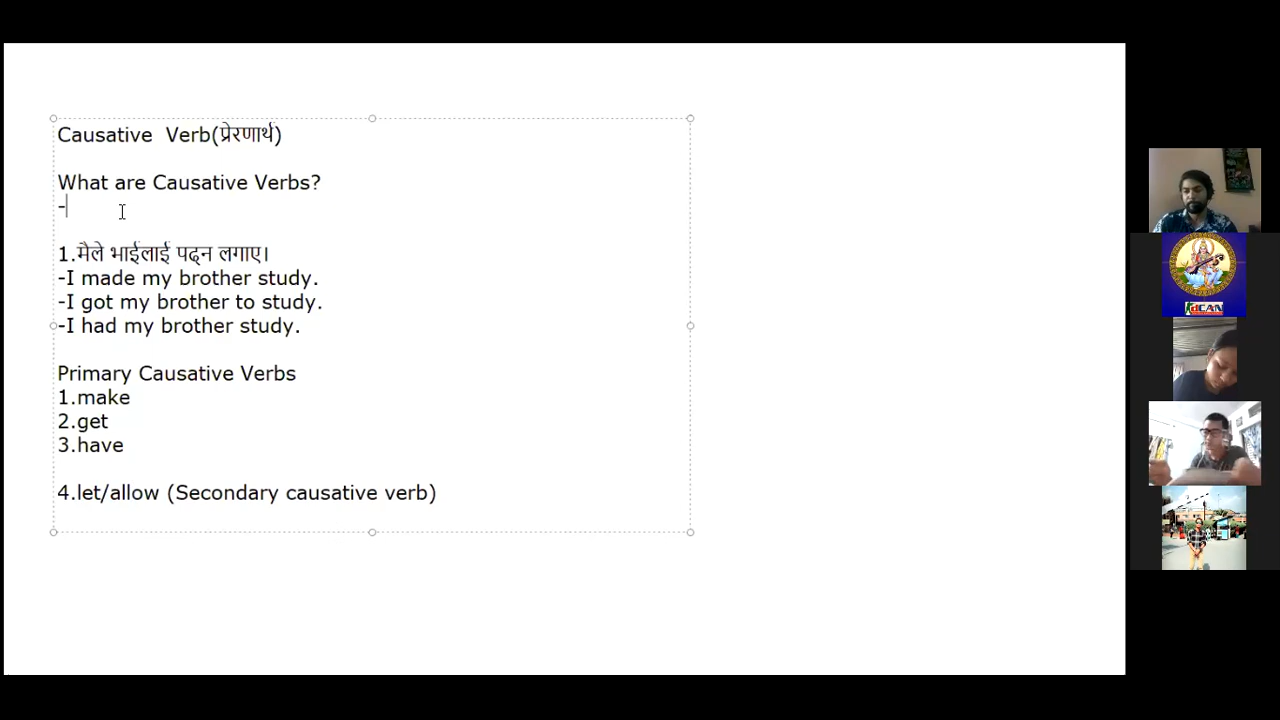 Causative  Verb(प्रेरणार्थ)
What are Causative Verbs?
-
1.मैले भाईलाई पढ्न लगाए।
-I made my brother study.
-I got my brother to study.
-I had my brother study.
Primary Causative Verbs
1.make
2.get
3.have
4.let/allow (Secondary causative verb)